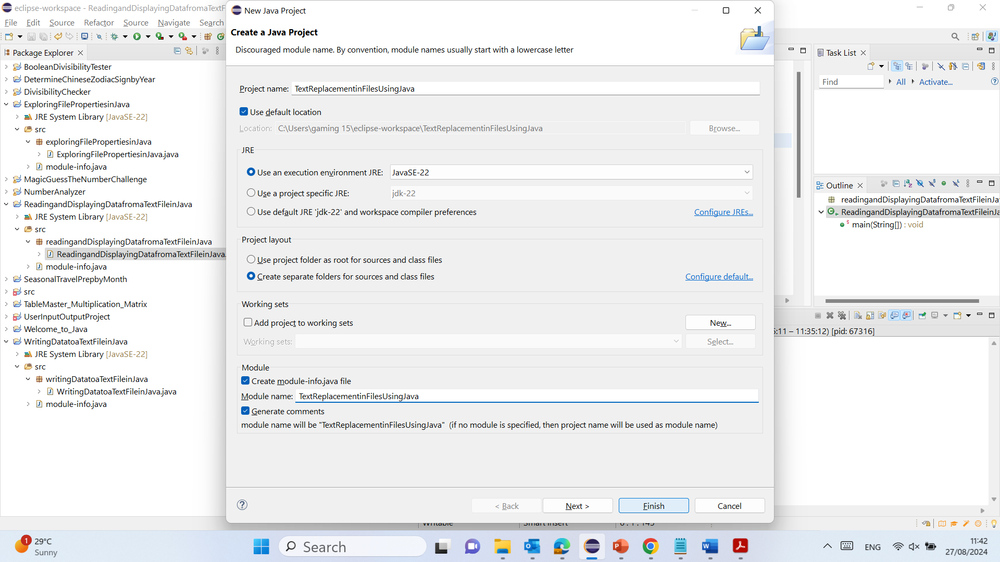 eclipse-workspace - ReadingandDisplayingDatafromaTextF
File Edit Source Refactor Source Navigate Search
Package Explorer
BooleanDivisibilityTester
DetermineChineseZodiacSignbyYear
DivisibilityChecker
ExploringFilePropertiesinJava
JRE System Library [JavaSE-22]
src
exploringFilePropertiesinJava
ExploringFilePropertiesinJava.java
module-info.java
MagicGuessTheNumberChallenge
NumberAnalyzer
ReadingandDisplayingDatafromaTextFileinJava
JRE System Library [JavaSE-22]
src
readingandDisplayingDatafromaTextFileinJava
ReadingandDisplayingDatafromaTextFileinJava.
module-info.java
SeasonalTravelPrepbyMonth
src
TableMaster_Multiplication_Matrix
UserInputOutputProject
Welcome_to_Java
WritingDatatoaTextFileinJava
JRE System Library [JavaSE-22]
src
writingDatatoaTextFileinJava
WritingDatatoaTextFileinJava.java
module-info.java
New Java Project
Create a Java Project
Discouraged module name. By convention, module names usually start with a lowercase letter
Project name: TextReplacementinFilesUsingJava
Use default location
Location: C:\Users\gaming 15\eclipse-workspace\TextReplacementinFilesUsingJava Browse...
JRE
Use an execution environment JRE: JavaSE-22
Use a project specific JRE: jdk-22
Use default JRE 'jdk-22' and workspace compiler preferences Configure JREs...
Project layout
Use project folder as root for sources and class files
Create separate folders for sources and class files Configure default...
Working sets
Add project to working sets New...
Working sets: Select...
Module
Create module-info.java file
Module name: TextReplacementinFilesUsingJava
Generate comments
module name will be "TextReplacementinFilesUsingJava" (if no module is specified, then project name will be used as module name)
< Back Next > Finish Cancel
Task List
Find All Activate...
Outline
readingandDisplayingDatafromaTextFileinJa
ReadingandDisplayingDatafromaTextFileinJa
main(String[]) : void
5:11 – 11:35:12) [pid: 67316]
Writable Smart Insert 6 : 1 : 145
1
29°C
Sunny
Search
ENG
11:42
27/08/2024